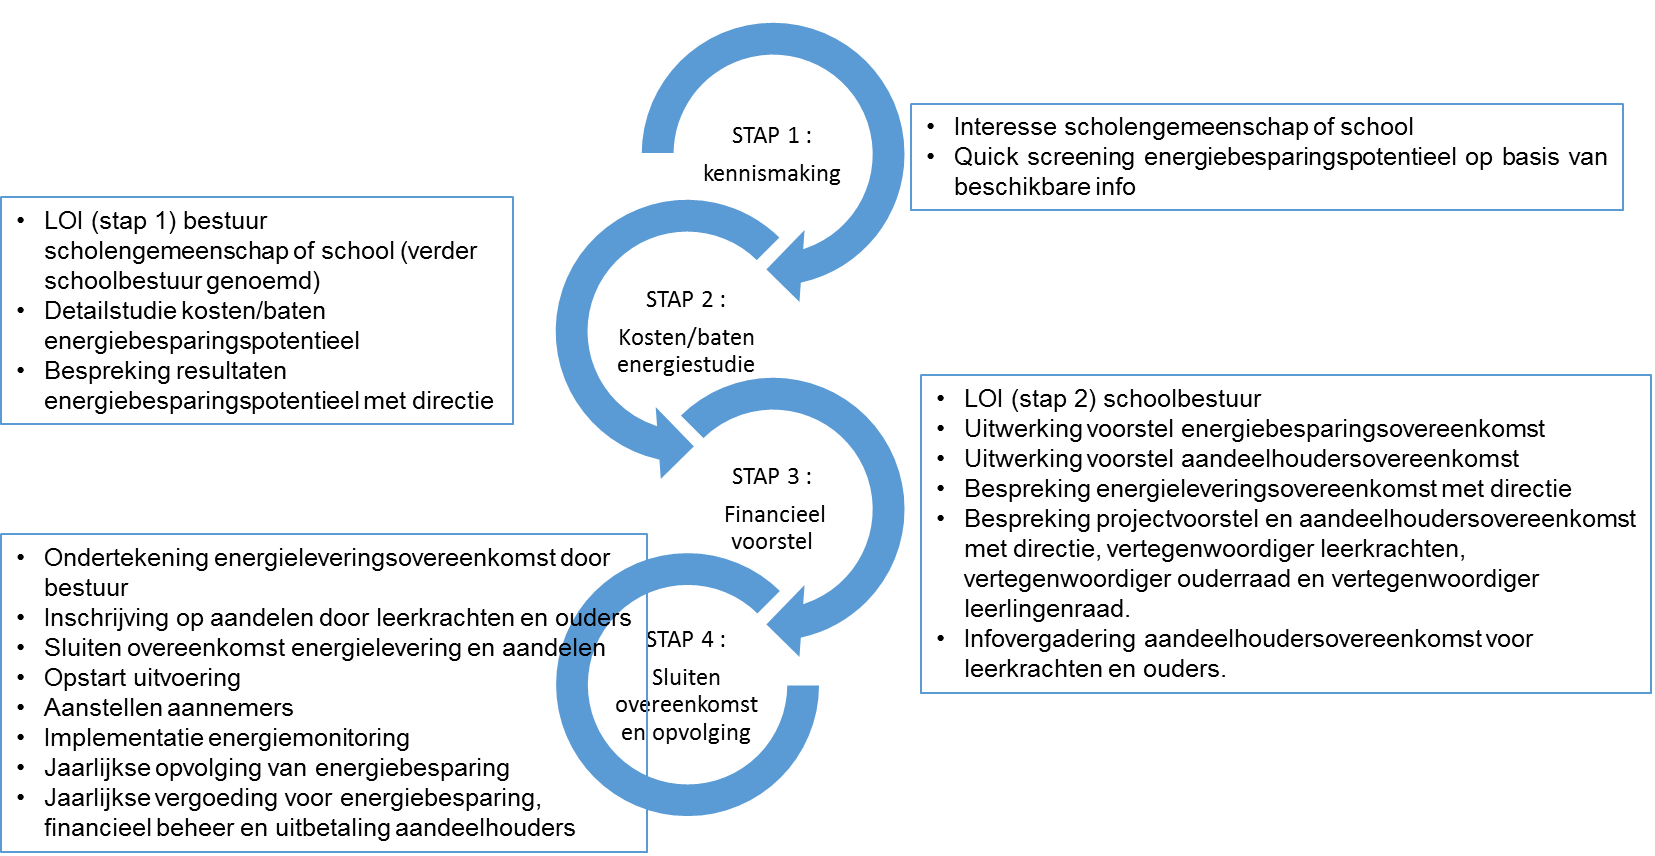 STAP 1 :
kennismaking
• Interesse scholengemeenschap of school
• Quick screening energiebesparingspotentieel op basis van
beschikbare info
• LOI (stap 1) bestuur
scholengemeenschap of school (verder
schoolbestuur genoemd)
• Detailstudie kosten/baten
energiebesparingspotentieel
• Bespreking resultaten
energiebesparingspotentieel met directie
STAP 2 :
Kosten/baten
energiestudie
STAP 3 :
Financieel
voorstel
• LOI (stap 2) schoolbestuur
• Uitwerking voorstel energiebesparingsovereenkomst
• Uitwerking voorstel aandeelhoudersovereenkomst
• Bespreking energieleveringsovereenkomst met directie
• Bespreking projectvoorstel en aandeelhoudersovereenkomst
met directie, vertegenwoordiger leerkrachten,
vertegenwoordiger ouderraad en vertegenwoordiger
leerlingenraad.
• Infovergadering aandeelhoudersovereenkomst voor
leerkrachten en ouders.
• Ondertekening energieleveringsovereenkomst door
bestuur
• Inschrijving op aandelen door leerkrachten en ouders
• Sluiten overeenkomst energielevering en aandelen
• Opstart uitvoering
• Aanstellen aannemers
• Implementatie energiemonitoring
• Jaarlijkse opvolging van energiebesparing
• Jaarlijkse vergoeding voor energiebesparing,
financieel beheer en uitbetaling aandeelhouders
STAP 4 :
Sluiten
overeenkomst
en opvolging